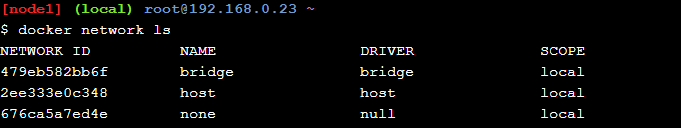 [node1] (local) root@192.168.0.23 ~
$ docker network ls
NETWORK ID NAME DRIVER SCOPE
479eb582bb6f bridge bridge local
2ee333e0c348 host host local
676ca5a7ed4e none null local